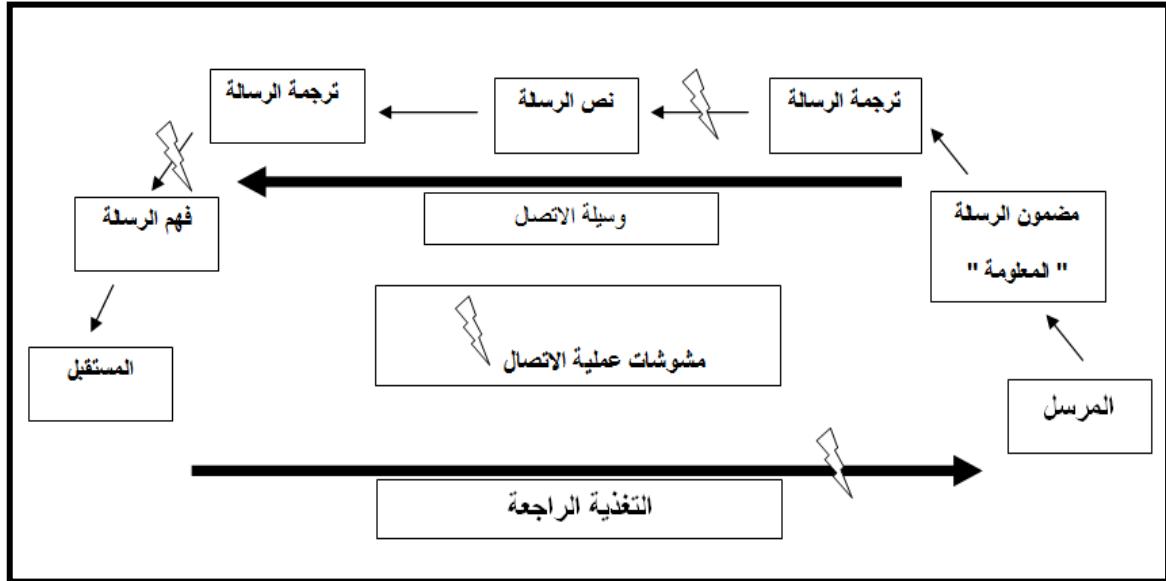 ترجمة الرسالة
نص الرسالة
ترجمة الرسالة
مضمون الرسالة
" المعلومة "
وسيلة الاتصال
فهم الرسالة
مشوشات عملية الاتصال
المرسل
المستقبل
التغذية الراجعة